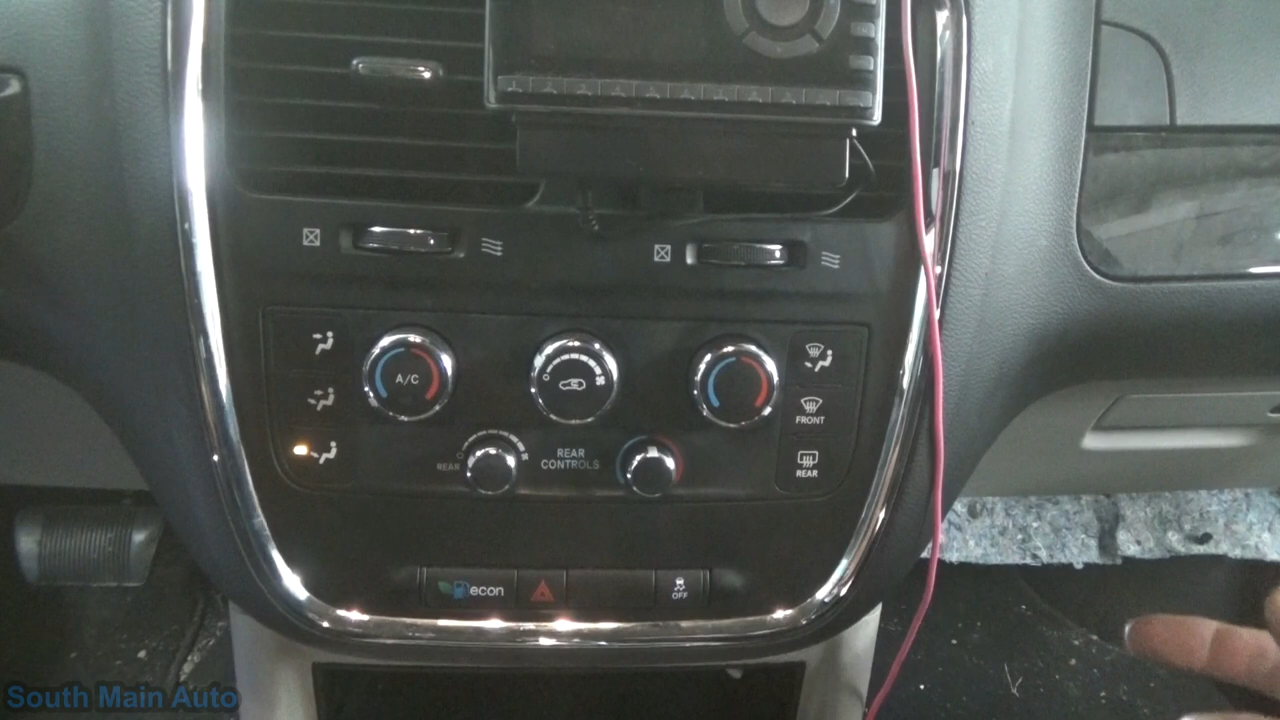 A/C
FRONT
REAR
REAR
CONTROLS
REAR
econ
OFF
South Main Auto